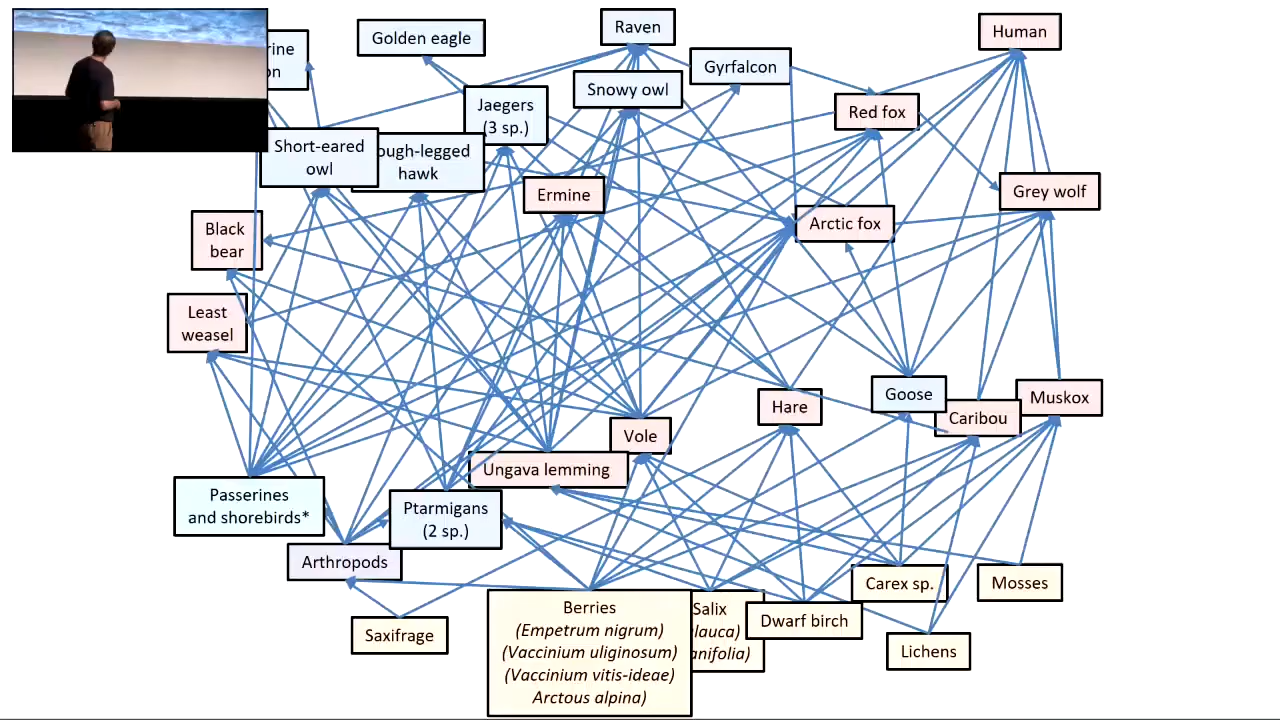 Golden eagle
Raven
Human
Gyrfalcon
Snowy owl
Jaegers
(3 sp.)
Red fox
Short-eared
owl
hawk
Ermine
Grey wolf
Arctic fox
Black
bear
Least
weasel
Goose
Muskox
Hare
Caribou
Vole
Ungava lemming
Passerines
and shorebirds*
Ptarmigans
(2 sp.)
Arthropods
Carex sp.
Mosses
Saxifrage
Berries
(Empetrum nigrum)
(Vaccinium uliginosum)
(Vaccinium vitis-ideae)
Arctous alpina)
Salix
Dwarf birch
Lichens